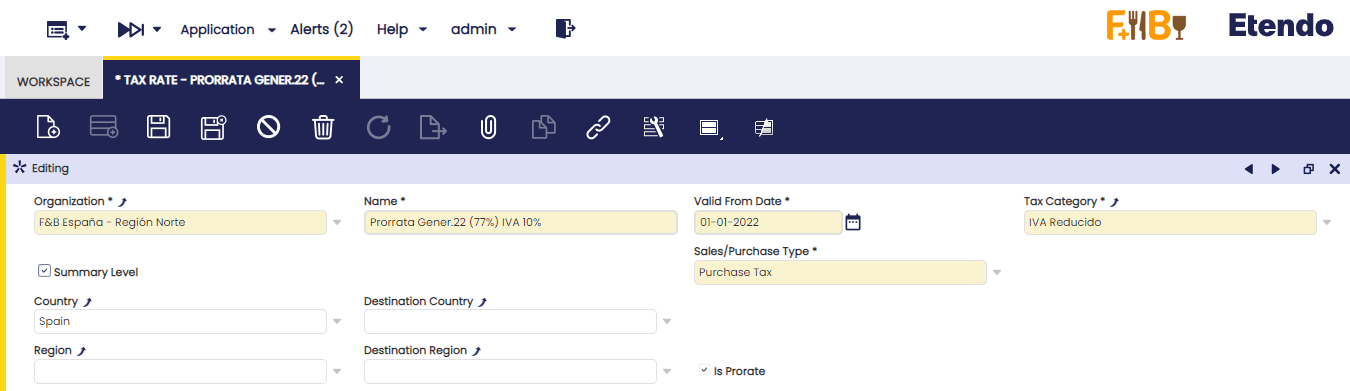 Application Alerts (2) Help admin F+&B Etendo
WORKSPACE * TAX RATE - PRORRATA GENER.22 (...
Editing
Organization * Name * Valid From Date * Tax Category *
F&B España - Región Norte Prorrata Gener.22 (77%) IVA 10% 01-01-2022 IVA Reducido
Sales/Purchase Type *
Summary Level Purchase Tax
Country Destination Country
Spain
Region Destination Region
Is Prorate